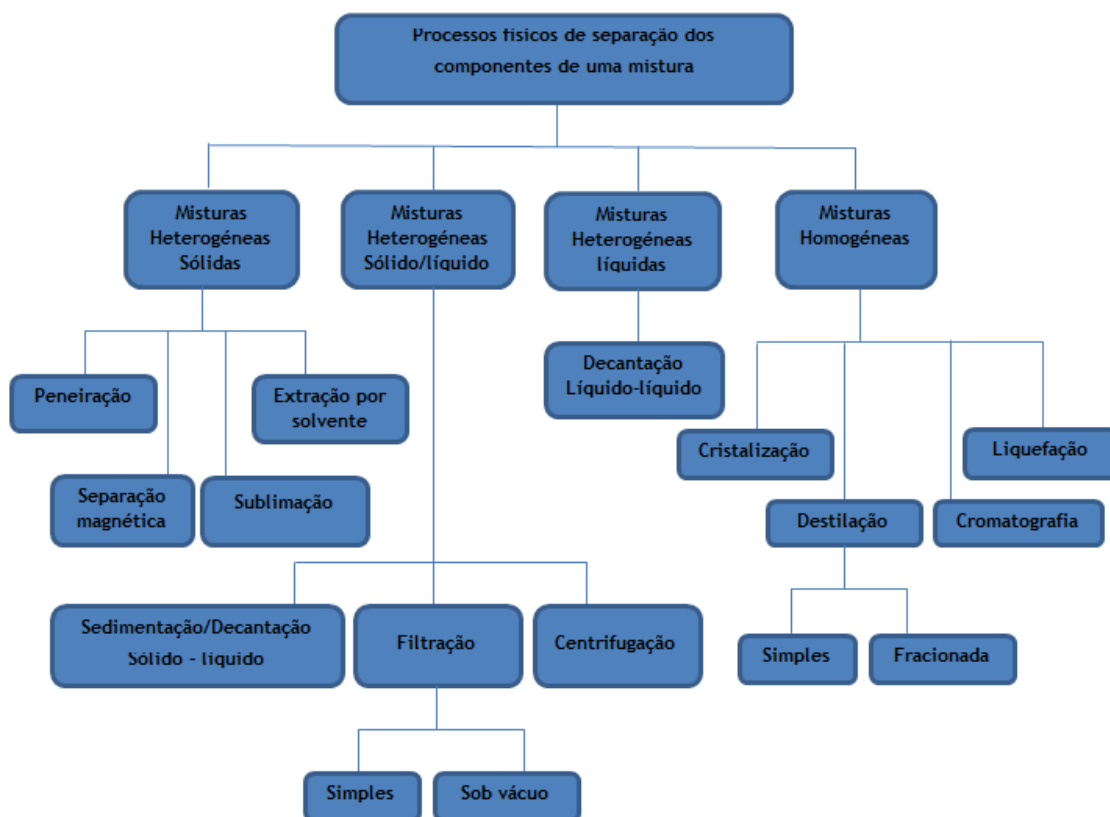 Processos físicos de separação dos
componentes de uma mistura
Misturas
Heterogéneas
Sólidas
Misturas
Heterogéneas
Sólido/líquido
Misturas
Heterogéneas
líquidas
Misturas
Homogéneas
Peneiração
Extração por
solvente
Separação
magnética
Sublimação
Decantação
Líquido-líquido
Cristalização
Liquefação
Destilação
Cromatografia
Sedimentação/Decantação
Sólido - líquido
Filtração
Centrifugação
Simples
Fracionada
Simples
Sob vácuo